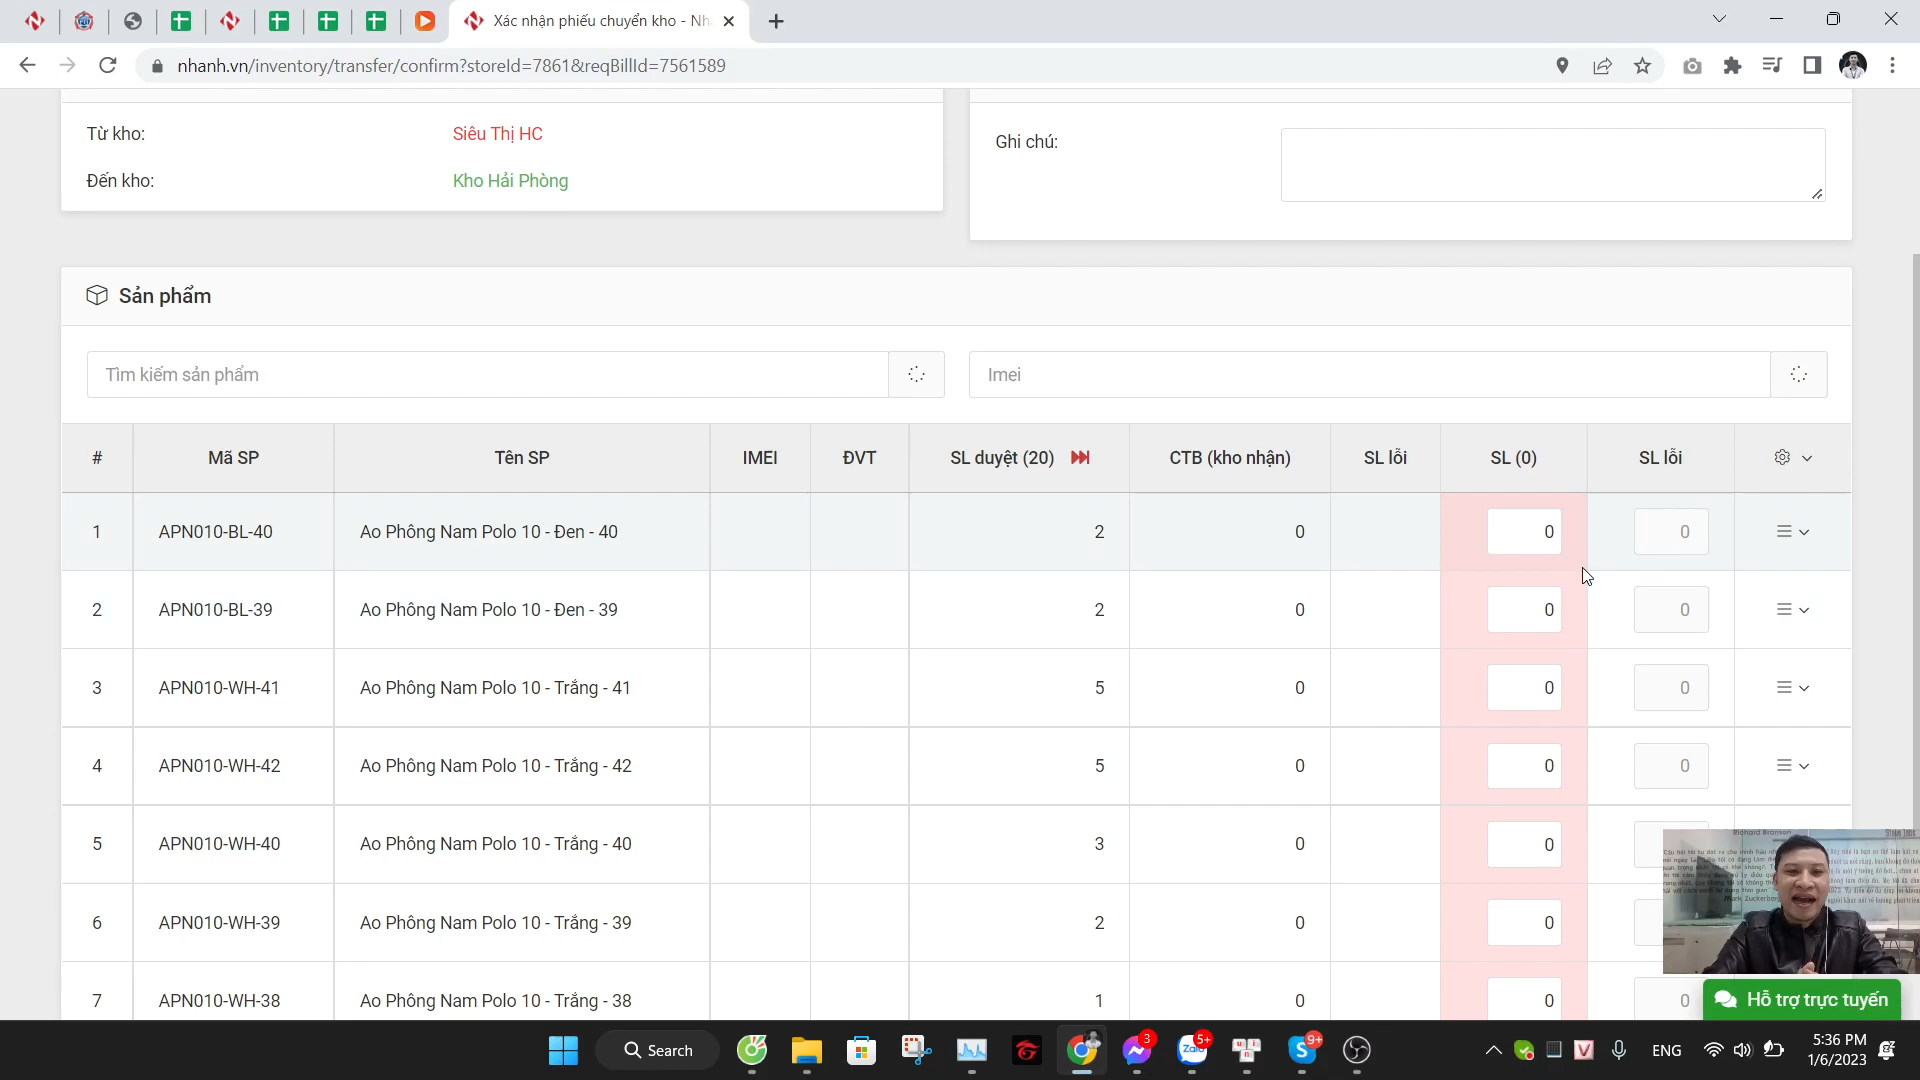 Xác nhận phiếu chuyển kho - Nh
nhanh.vn/inventory/transfer/confirm?storeId=7861&reqBillId=7561589
Từ kho: Siêu Thị HC
Đến kho: Kho Hải Phòng
Ghi chú:
Sản phẩm
Tìm kiếm sản phẩm
Imei
# Mã SP Tên SP IMEI ĐVT SL duyệt (20) CTB (kho nhận) SL lỗi SL (0) SL lỗi
1 APN010-BL-40 Ao Phông Nam Polo 10 - Đen - 40 2 0 0 0
2 APN010-BL-39 Ao Phông Nam Polo 10 - Đen - 39 2 0 0 0
3 APN010-WH-41 Ao Phông Nam Polo 10 - Trắng - 41 5 0 0 0
4 APN010-WH-42 Ao Phông Nam Polo 10 - Trắng - 42 5 0 0 0
5 APN010-WH-40 Ao Phông Nam Polo 10 - Trắng - 40 3 0 0
6 APN010-WH-39 Ao Phông Nam Polo 10 - Trắng - 39 2 0 0
7 APN010-WH-38 Ao Phông Nam Polo 10 - Trắng - 38 1 0 0 0
Richard Branson
Mark Zuckerberg
Hỗ trợ trực tuyến
Search
3
Zalo
5+
9+
ENG
5:36 PM
1/6/2023